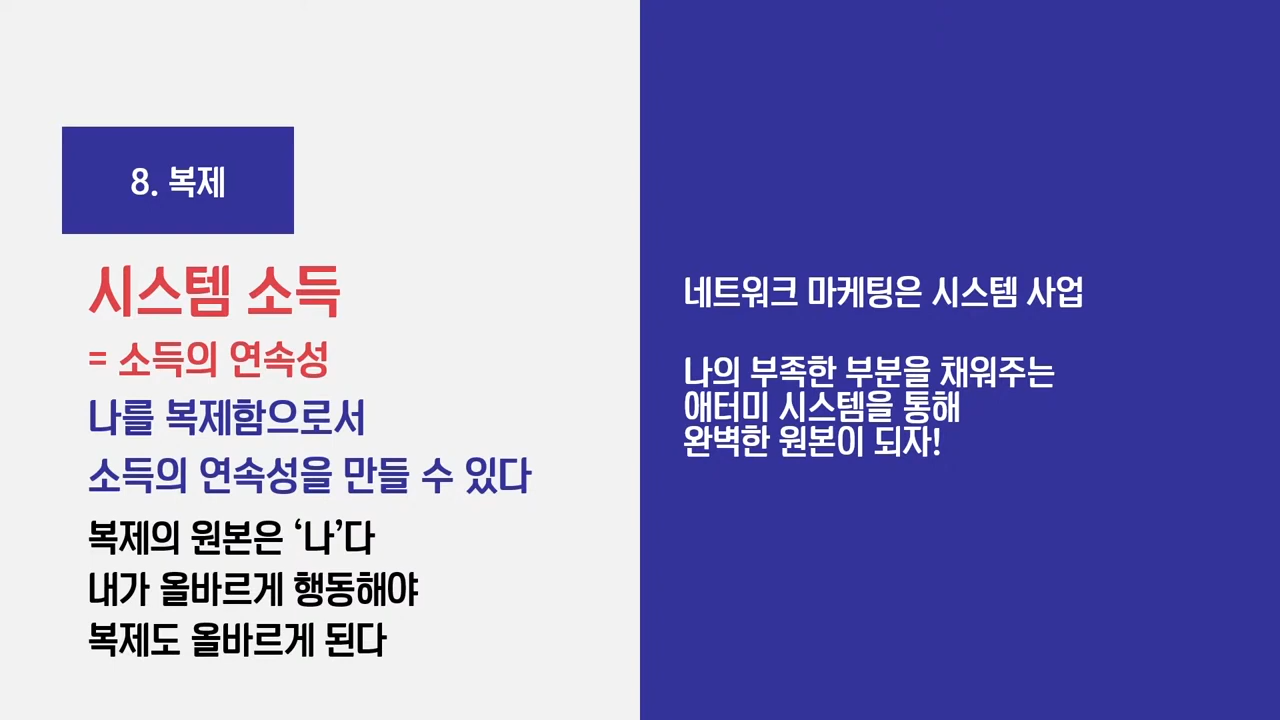 8. 복제
시스템 소득
= 소득의 연속성
나를 복제함으로서
소득의 연속성을 만들 수 있다
복제의 원본은 ‘나’다
내가 올바르게 행동해야
복제도 올바르게 된다
네트워크 마케팅은 시스템 사업
나의 부족한 부분을 채워주는
애터미 시스템을 통해
완벽한 원본이 되자!